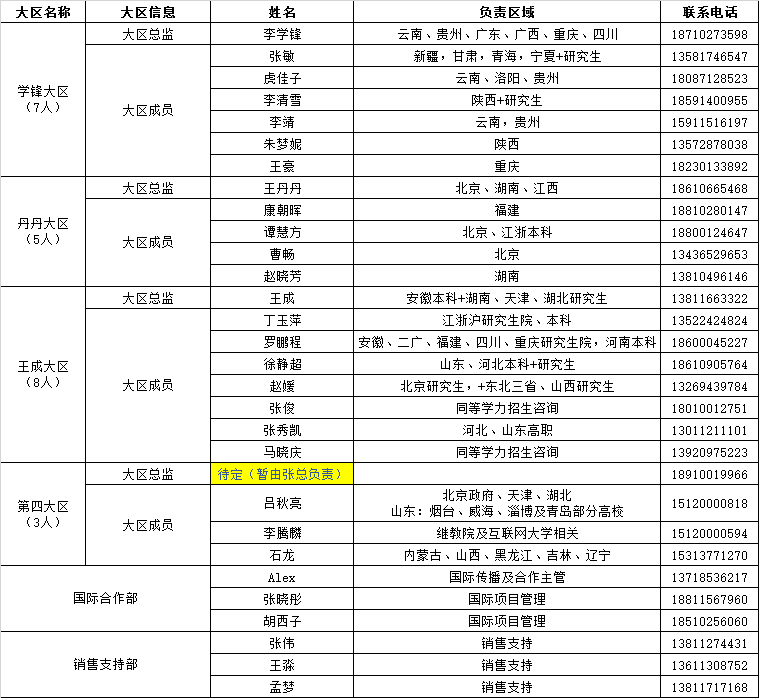 大区名称 大区信息 姓名 负责区域 联系电话
学锋大区
（7人）
大区总监 李学锋 云南、贵州、广东、广西、重庆、四川 18710273598
大区成员
张敏 新疆，甘肃，青海，宁夏+研究生 13581746547
虎佳子 云南、洛阳、贵州 18087128523
李清雪 陕西+研究生 18591400955
李靖 云南，贵州 15911516197
朱梦妮 陕西 13572878038
王豪 重庆 18230133892
丹丹大区
（5人）
大区总监 王丹丹 北京、湖南、江西 18610665468
大区成员
康朝晖 福建 18810280147
谭慧方 北京、江浙本科 18800124647
曹畅 北京 13436529653
赵晓芳 湖南 13810496146
王成大区
（8人）
大区总监 王成 安徽本科+湖南、天津、湖北研究生 13811663322
大区成员
丁玉萍 江浙沪研究生院、本科 13522424824
罗鹏程 安徽、二广、福建、四川、重庆研究生院，河南本科 18600045227
徐静超 山东、河北本科+研究生 18610905764
赵媛 北京研究生，+东北三省、山西研究生 13269439784
张俊 同等学力招生咨询 18010012751
张秀凯 河北、山东高职 13011211101
马晓庆 同等学力招生咨询 13920975223
第四大区
（3人）
大区总监 待定（暂由张总负责） 18910019966
大区成员
吕秋亮 北京政府、天津、湖北
山东：烟台、威海、淄博及青岛部分高校 15120000818
李腾麟 继教院及互联网大学相关 15120000594
石龙 内蒙古、山西、黑龙江、吉林、辽宁 15313771270
国际合作部
Alex 国际传播及合作主管 13718536217
张晓彤 国际项目管理 18811567960
胡西子 国际项目管理 18510256060
销售支持部
张伟 销售支持 13811274431
王淼 销售支持 13611308752
孟梦 销售支持 13811717168